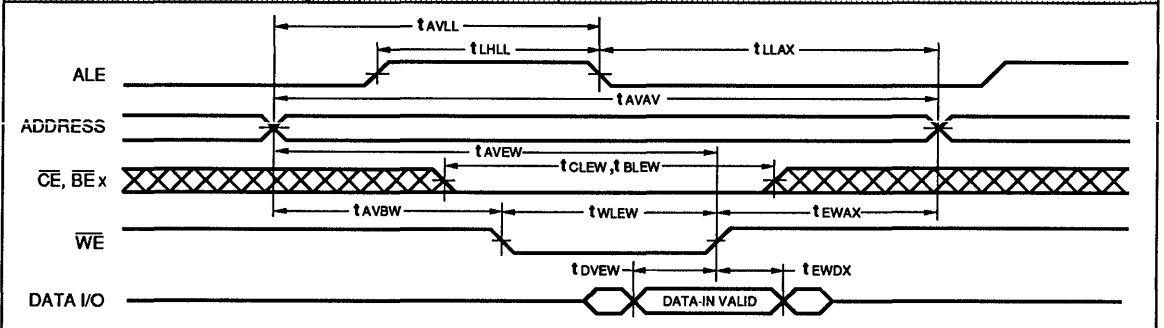 tAVLL
tLHLL
tLLAX
ALE
tAVAV
ADDRESS
tAVEW
tCLEW ,tBLEW
CE, BEx
tAVBW
tWLEW
tEWAX
WE
tDVEW
tEWDX
DATA I/O
DATA-IN VALID